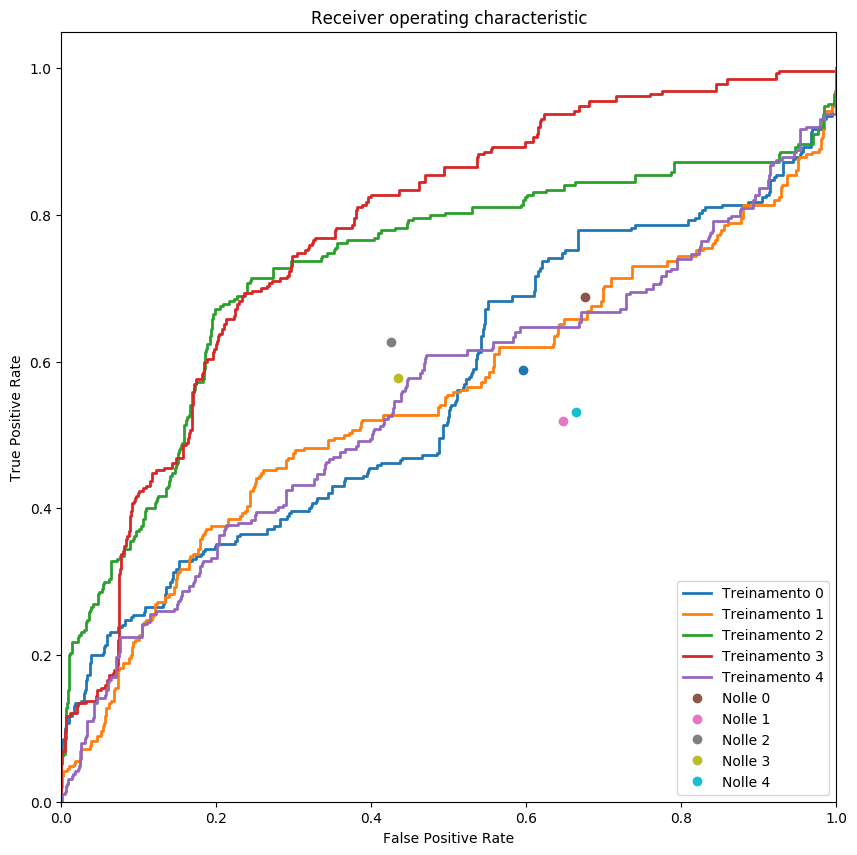 Receiver operating characteristic
True Positive Rate
1.0
0.8
0.6
0.4
0.2
0.0
0.0 0.2 0.4 0.6 0.8 1.0
False Positive Rate
Treinamento 0
Treinamento 1
Treinamento 2
Treinamento 3
Treinamento 4
Nolle 0
Nolle 1
Nolle 2
Nolle 3
Nolle 4